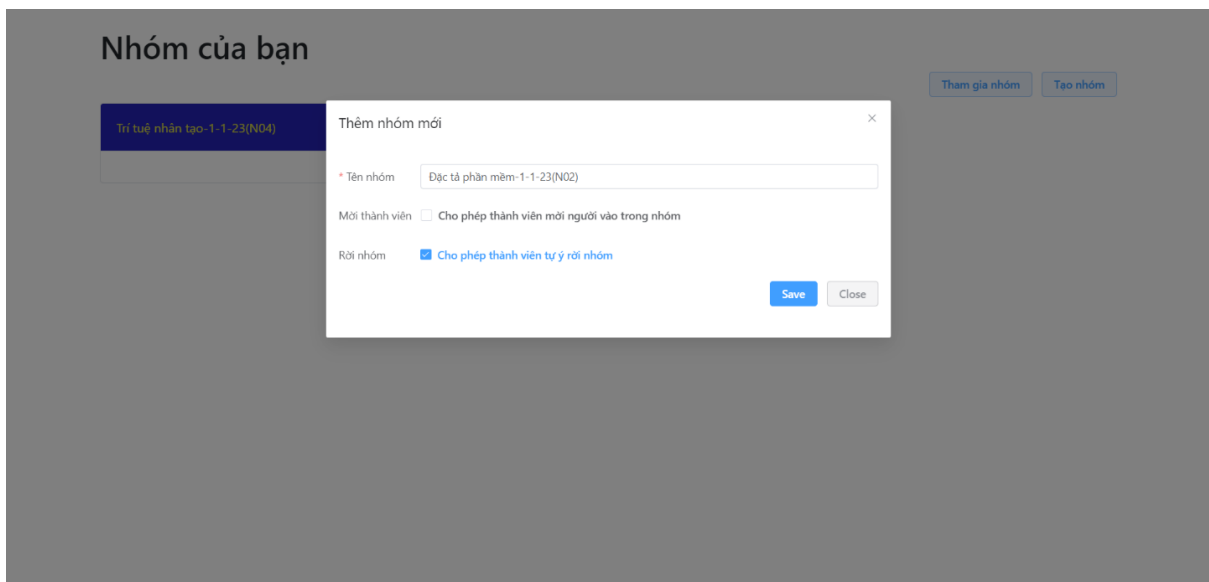 Nhóm của bạn
Tham gia nhóm Tạo nhóm
Trí tuệ nhân tạo-1-1-23(N04)
Thêm nhóm mới
* Tên nhóm Đặc tả phần mềm-1-1-23(N02)
Mời thành viên Cho phép thành viên mời người vào trong nhóm
Rời nhóm Cho phép thành viên tự ý rời nhóm
Save Close